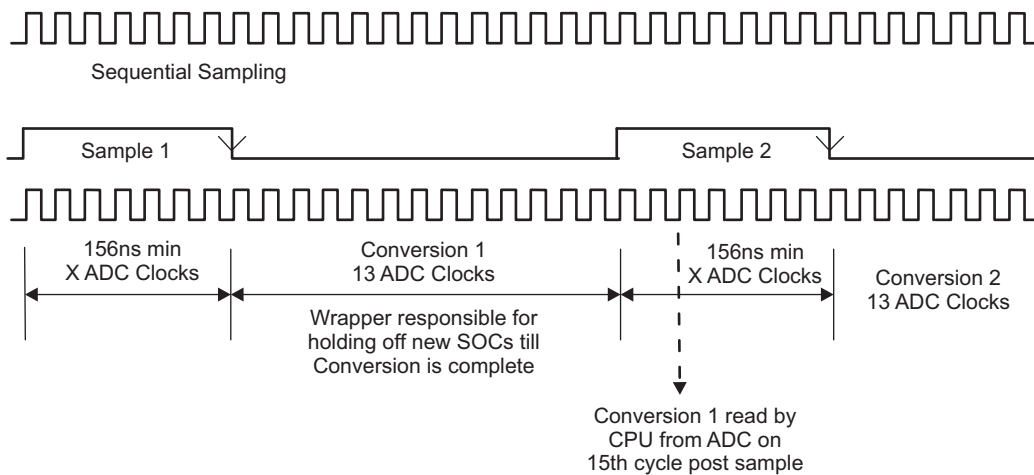 Sequential Sampling
Sample 1
Sample 2
156ns min
X ADC Clocks
Conversion 1
13 ADC Clocks
156ns min
X ADC Clocks
Conversion 2
13 ADC Clocks
Wrapper responsible for
holding off new SOCs till
Conversion is complete
Conversion 1 read by
CPU from ADC on
15th cycle post sample